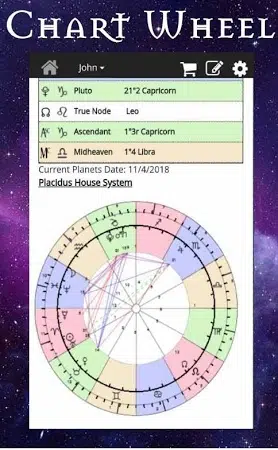 CHART WHEEL
John
Pluto 21°2 Capricorn
True Node Leo
Ascendant 1°3r Capricorn
Midheaven 1°4 Libra
Current Planets Date: 11/4/2018
Placidus House System